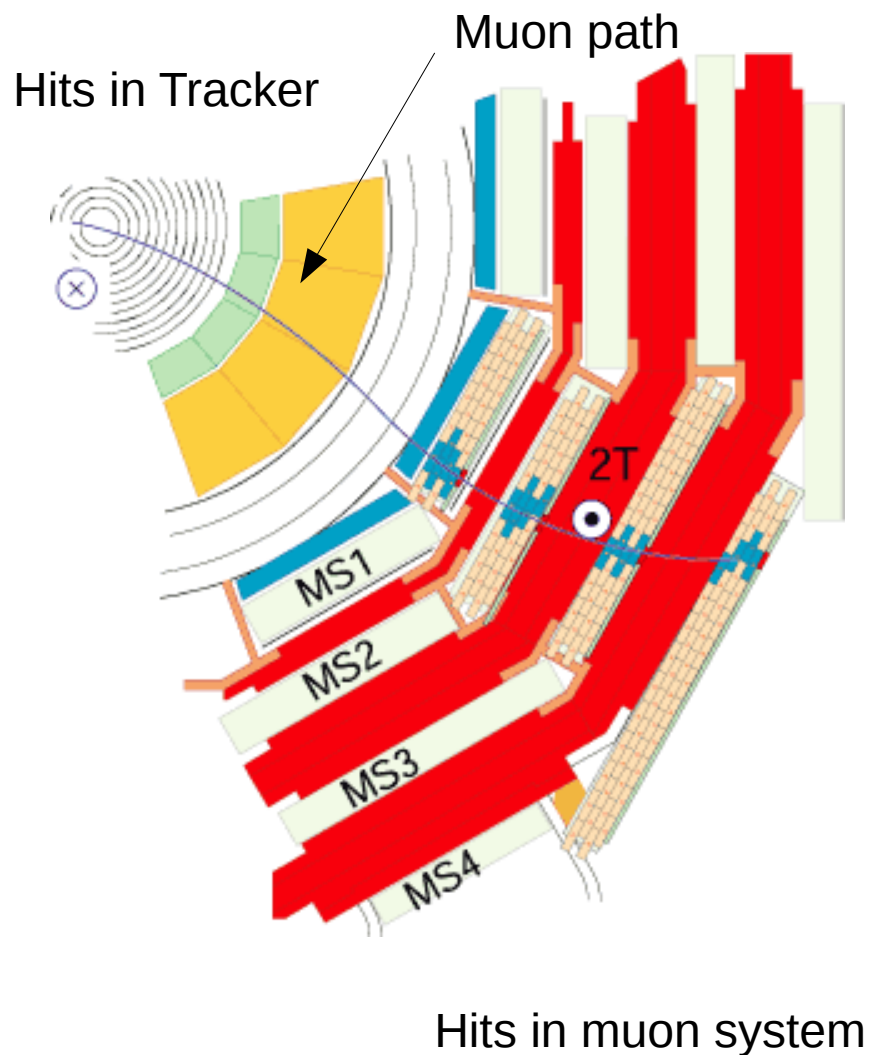 Muon path
Hits in Tracker
2T
MS1
MS2
MS3
MS4
Hits in muon system